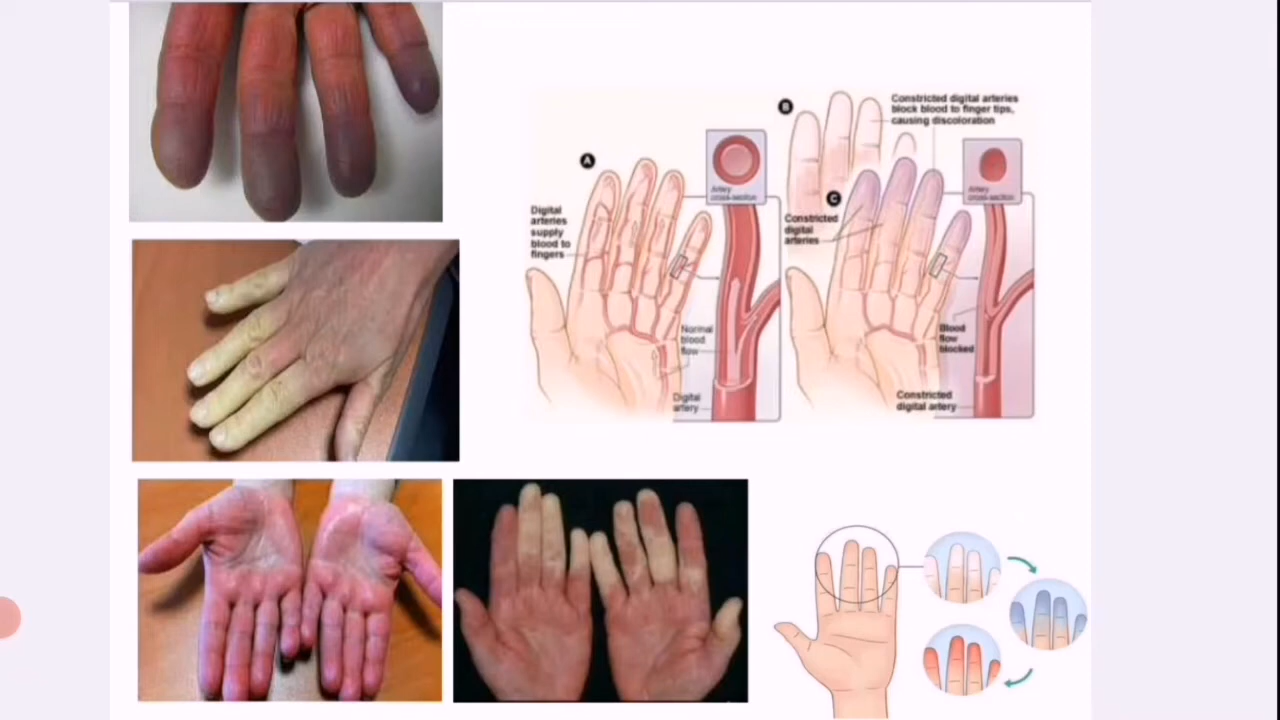 A
Digital
arteries
supply
blood to
fingers
Artery
cross-section
Normal
blood
flow
Digital
artery
B
Constricted digital arteries
block blood to finger tips,
causing discoloration
C
Constricted
digital
arteries
Artery
cross-section
Blood
flow
blocked
Constricted
digital artery